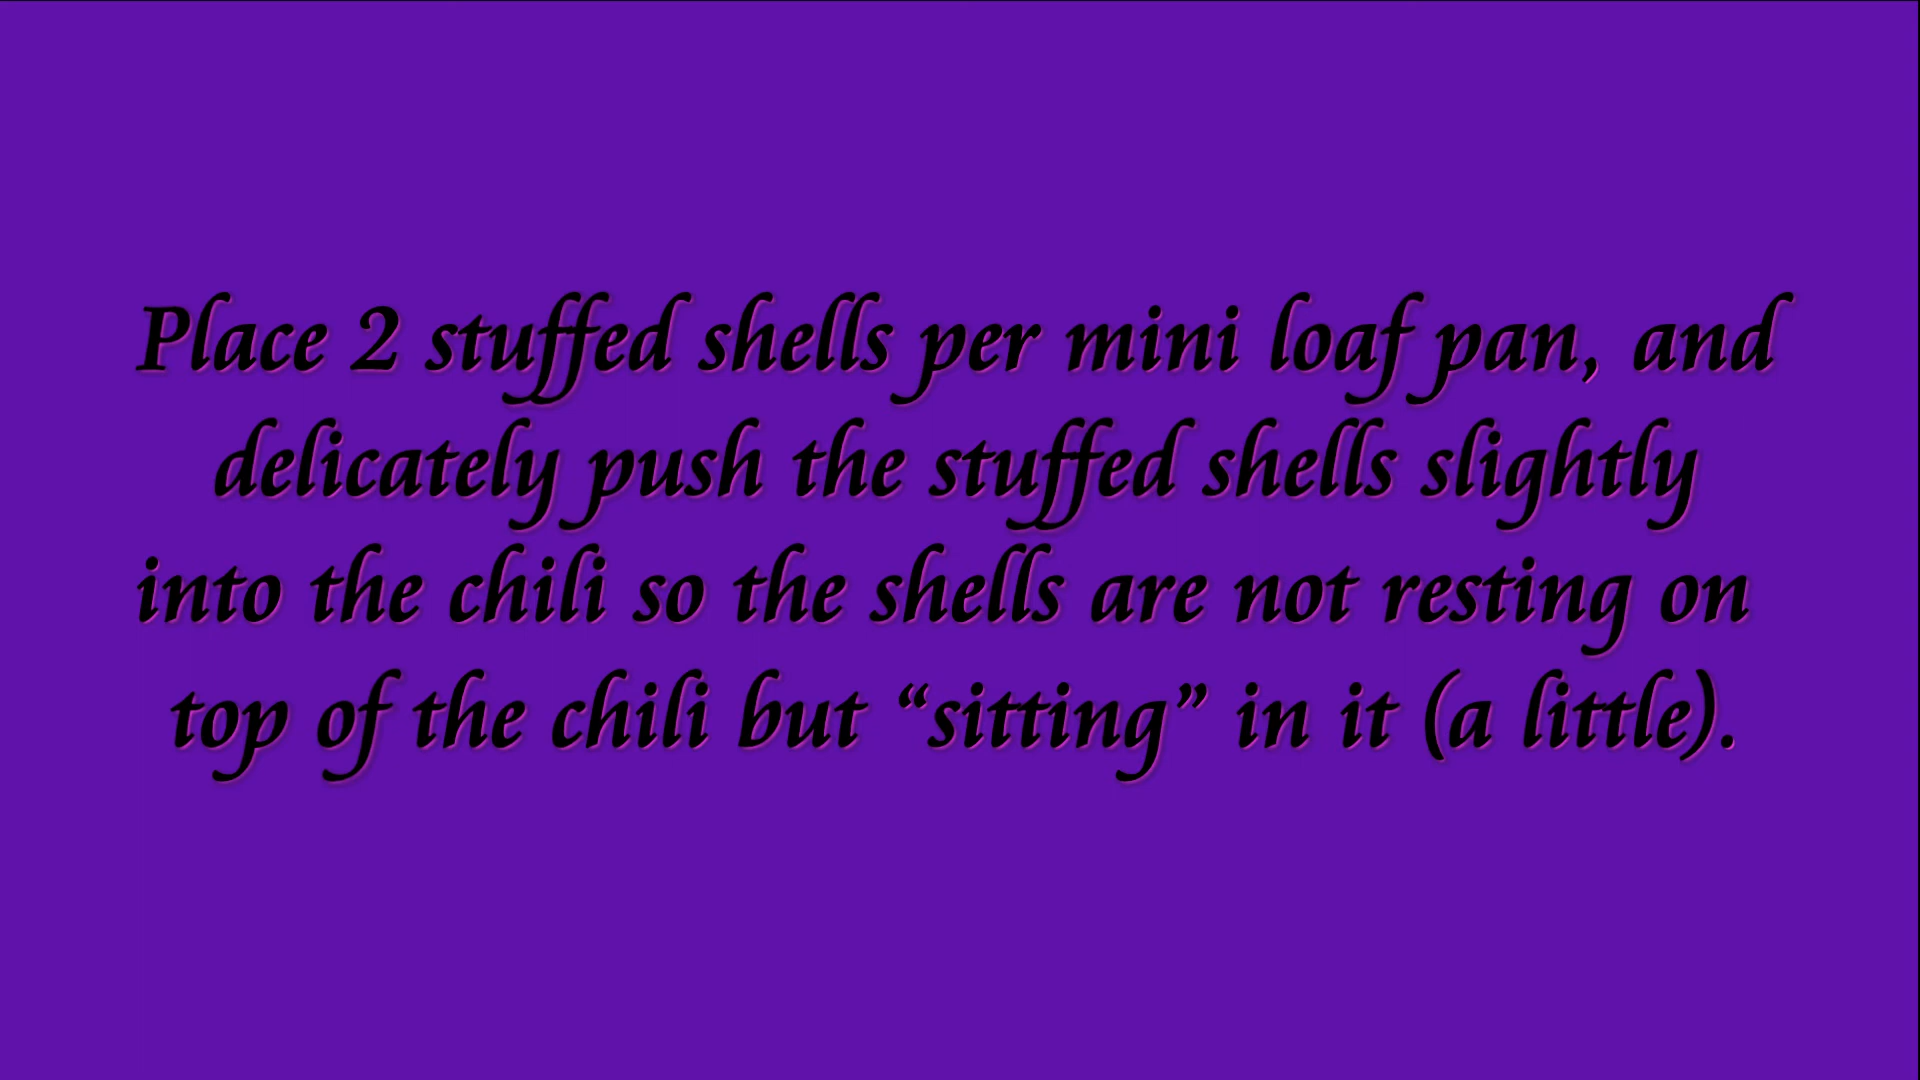 Place 2 stuffed shells per mini loaf pan, and
delicately push the stuffed shells slightly
into the chili so the shells are not resting on
top of the chili but “sitting” in it (a little).